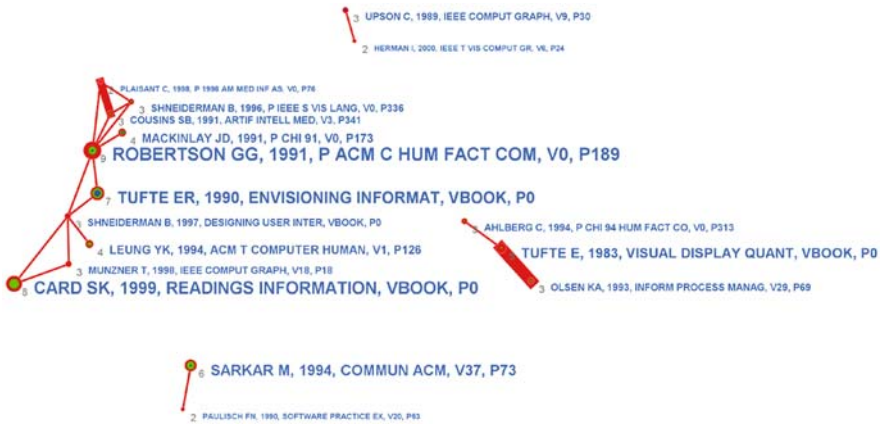 3 UPSON C, 1989, IEEE COMPUT GRAPH, V9, P30
2 HERMAN I, 2000, IEEE T VIS COMPUT GR, V6, P24
PLAISANT C, 1998, P 1998 AM MED INF AS, V0, P76
3 SHNEIDERMAN B, 1996, P IEEE S VIS LANG, V0, P336
3 COUSINS SB, 1991, ARTIF INTELL MED, V3, P341
4 MACKINLAY JD, 1991, P CHI 91, V0, P173
9 ROBERTSON GG, 1991, P ACM C HUM FACT COM, V0, P189
7 TUFTE ER, 1990, ENVISIONING INFORMAT, VBOOK, P0
3 SHNEIDERMAN B, 1997, DESIGNING USER INTER, VBOOK, P0
4 LEUNG YK, 1994, ACM T COMPUTER HUMAN, V1, P126
3 MUNZNER T, 1998, IEEE COMPUT GRAPH, V18, P18
8 CARD SK, 1999, READINGS INFORMATION, VBOOK, P0
AHLBERG C, 1994, P CHI 94 HUM FACT CO, V0, P313
TUFTE E, 1983, VISUAL DISPLAY QUANT, VBOOK, P0
3 OLSEN KA, 1993, INFORM PROCESS MANAG, V29, P69
6 SARKAR M, 1994, COMMUN ACM, V37, P73
2 PAULISCH FN, 1990, SOFTWARE PRACTICE EX, V20, P63